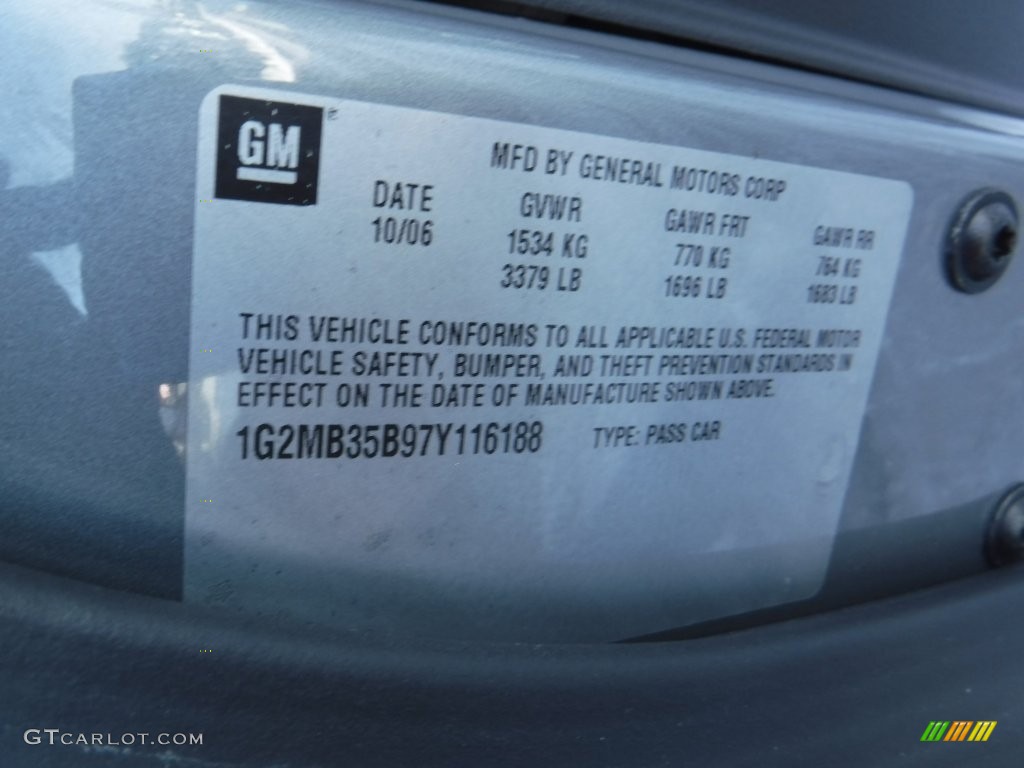 GM
MFD BY GENERAL MOTORS CORP
DATE GVWR GAWR FRT GAWR RR
10/06 1534 KG 770 KG 764 KG
3379 LB 1696 LB 1683 LB
THIS VEHICLE CONFORMS TO ALL APPLICABLE U.S. FEDERAL MOTOR
VEHICLE SAFETY, BUMPER, AND THEFT PREVENTION STANDARDS IN
EFFECT ON THE DATE OF MANUFACTURE SHOWN ABOVE.
1G2MB35B97Y116188 TYPE: PASS CAR
GTCARLOT.COM